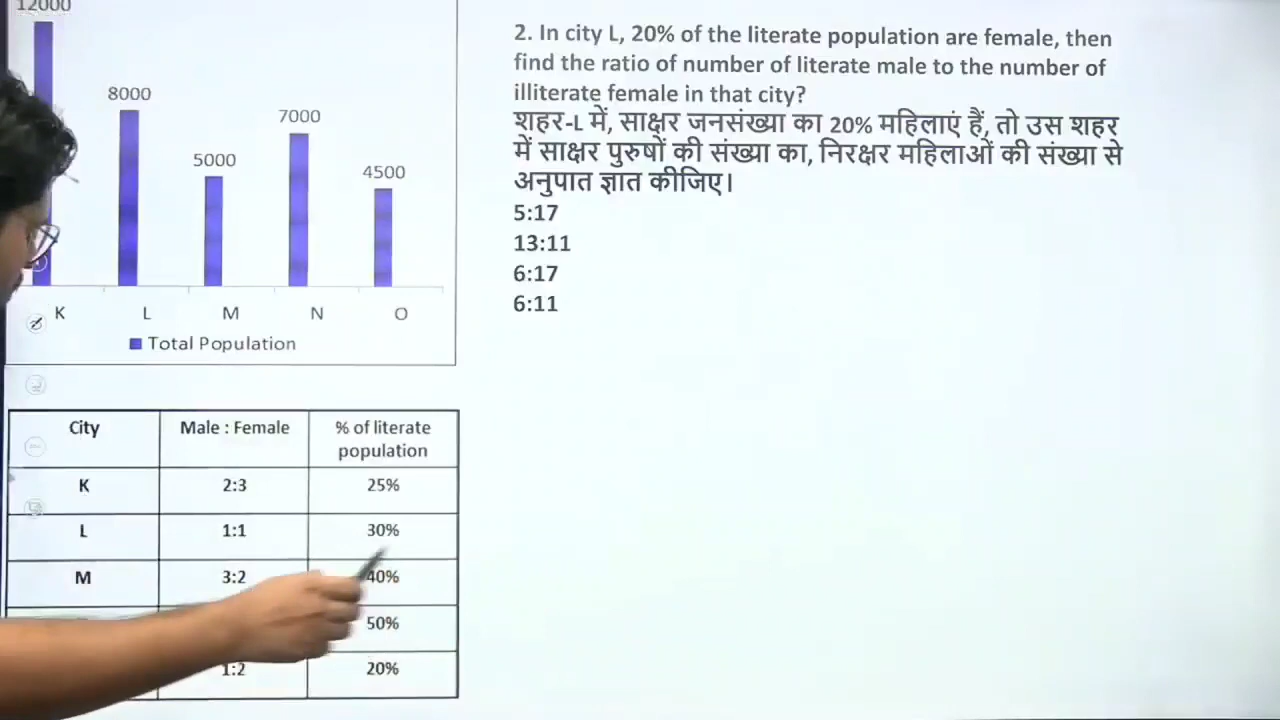 12000
8000
7000
5000
4500
K L M N O
Total Population
2. In city L, 20% of the literate population are female, then
find the ratio of number of literate male to the number of
illiterate female in that city?
शहर-L में, साक्षर जनसंख्या का 20% महिलाएं हैं, तो उस शहर
में साक्षर पुरुषों की संख्या का, निरक्षर महिलाओं की संख्या से
अनुपात ज्ञात कीजिए।
5:17
13:11
6:17
6:11
City Male : Female % of literate
population
K 2:3 25%
L 1:1 30%
M 3:2 40%
50%
1:2 20%